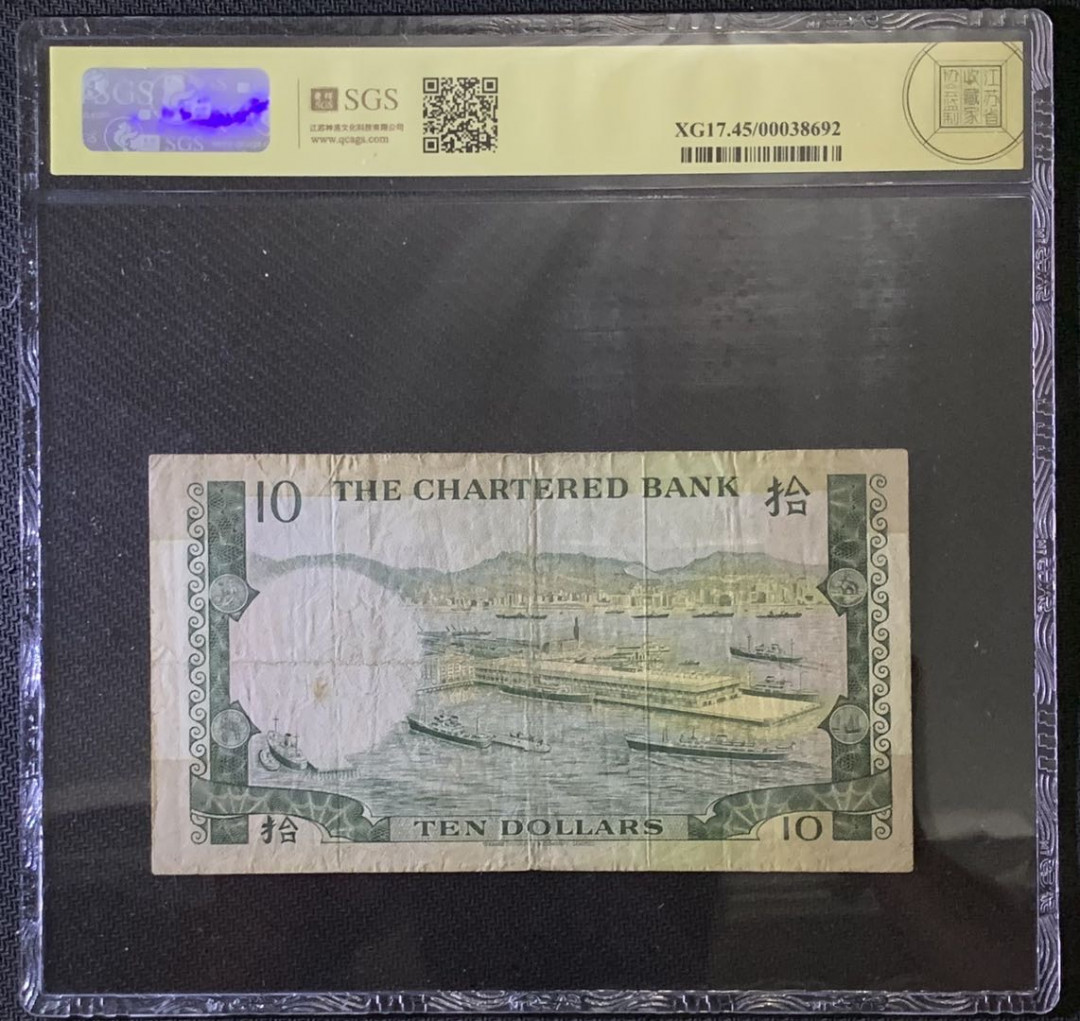 SGS
SGS
SGS
江苏神洛文化科技有限公司
www.qcsgs.com
XG17.45/00038692
江苏省
收藏家
协会监制
10 THE CHARTERED BANK 拾
拾 TEN DOLLARS 10